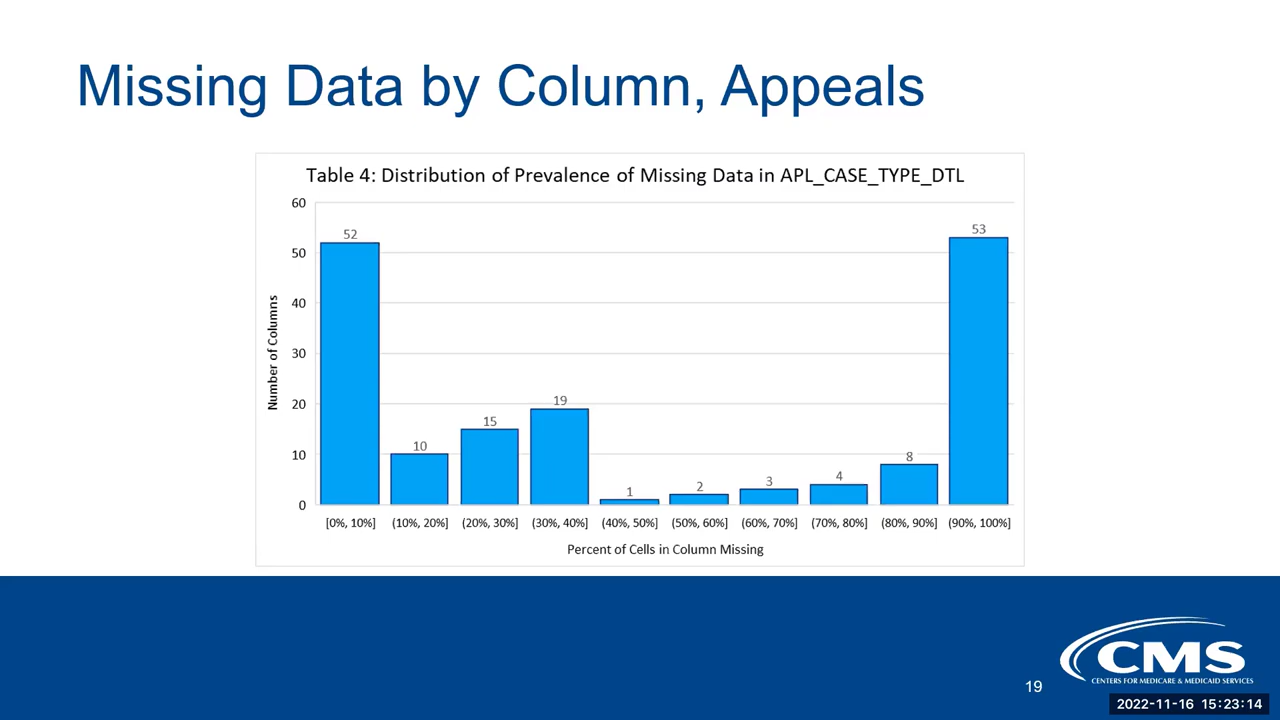 Missing Data by Column, Appeals
Table 4: Distribution of Prevalence of Missing Data in APL_CASE_TYPE_DTL
60
50
40
30
20
10
0
Number of Columns
52
10
15
19
1
2
3
4
8
53
[0%, 10%] (10%, 20%] (20%, 30%] (30%, 40%] (40%, 50%] (50%, 60%] (60%, 70%] (70%, 80%] (80%, 90%] (90%, 100%]
Percent of Cells in Column Missing
CMS
CENTERS FOR MEDICARE & MEDICAID SERVICES
19
2022-11-16 15:23:14